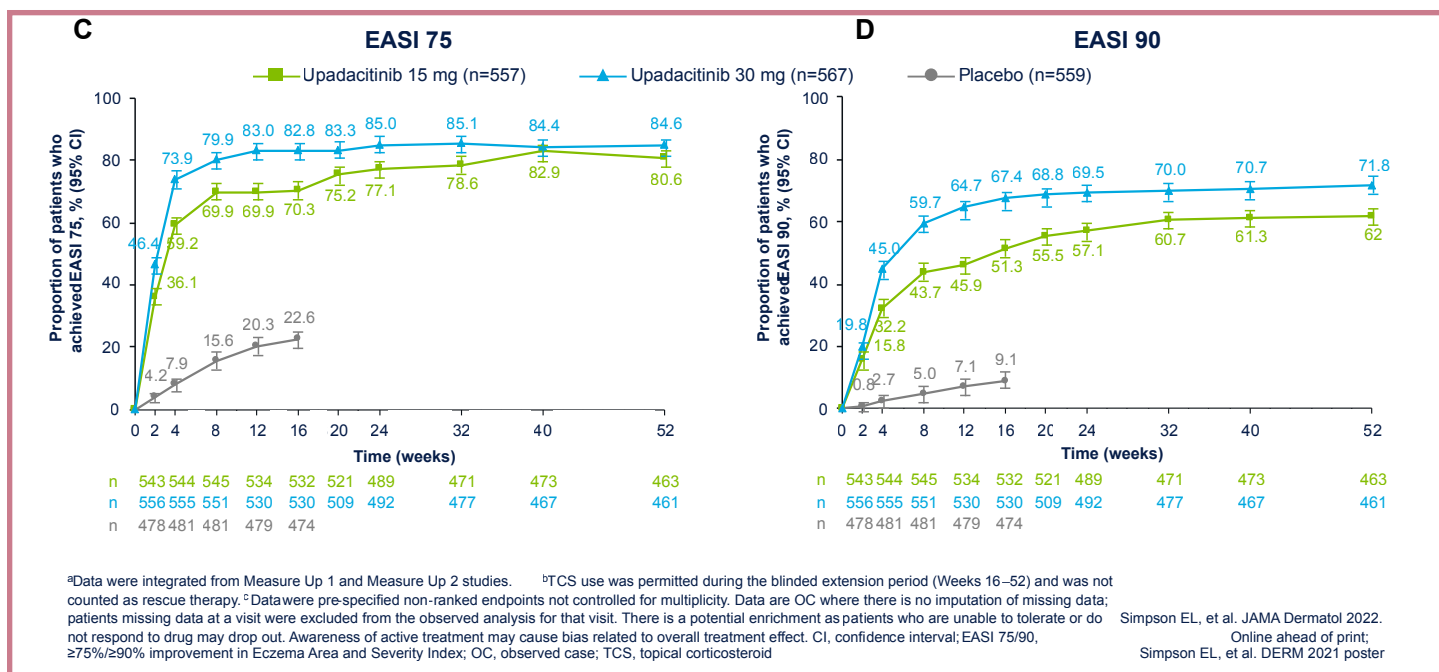 C
EASI 75
D
EASI 90
Upadacitinib 15 mg (n=557)
Upadacitinib 30 mg (n=567)
Placebo (n=559)
Proportion of patients who
achievedEASI 75, % (95% CI)
100
80
60
40
20
0
46.4
73.9
79.9
83.0
82.8
83.3
85.0
85.1
84.4
84.6
36.1
59.2
69.9
69.9
70.3
75.2
77.1
78.6
82.9
80.6
4.2
7.9
15.6
20.3
22.6
0 2 4 8 12 16 20 24 32 40 52
Time (weeks)
n 543 544 545 534 532 521 489 471 473 463
n 556 555 551 530 530 509 492 477 467 461
n 478 481 481 479 474
Proportion of patients who
achievedEASI 90, % (95% CI)
100
80
60
40
20
0
19.8
45.0
59.7
64.7
67.4
68.8
69.5
70.0
70.7
71.8
15.8
32.2
43.7
45.9
51.3
55.5
57.1
60.7
61.3
62
0.8
2.7
5.0
7.1
9.1
0 2 4 8 12 16 20 24 32 40 52
Time (weeks)
n 543 544 545 534 532 521 489 471 473 463
n 556 555 551 530 530 509 492 477 467 461
n 478 481 481 479 474
ᵃData were integrated from Measure Up 1 and Measure Up 2 studies. ᵇTCS use was permitted during the blinded extension period (Weeks 16–52) and was not
counted as rescue therapy. ᶜDatawere pre-specified non-ranked endpoints not controlled for multiplicity. Data are OC where there is no imputation of missing data;
patients missing data at a visit were excluded from the observed analysis for that visit. There is a potential enrichment as patients who are unable to tolerate or do
not respond to drug may drop out. Awareness of active treatment may cause bias related to overall treatment effect. CI, confidence interval; EASI 75/90,
≥75%/≥90% improvement in Eczema Area and Severity Index; OC, observed case; TCS, topical corticosteroid
Simpson EL, et al. JAMA Dermatol 2022.
Online ahead of print;
Simpson EL, et al. DERM 2021 poster